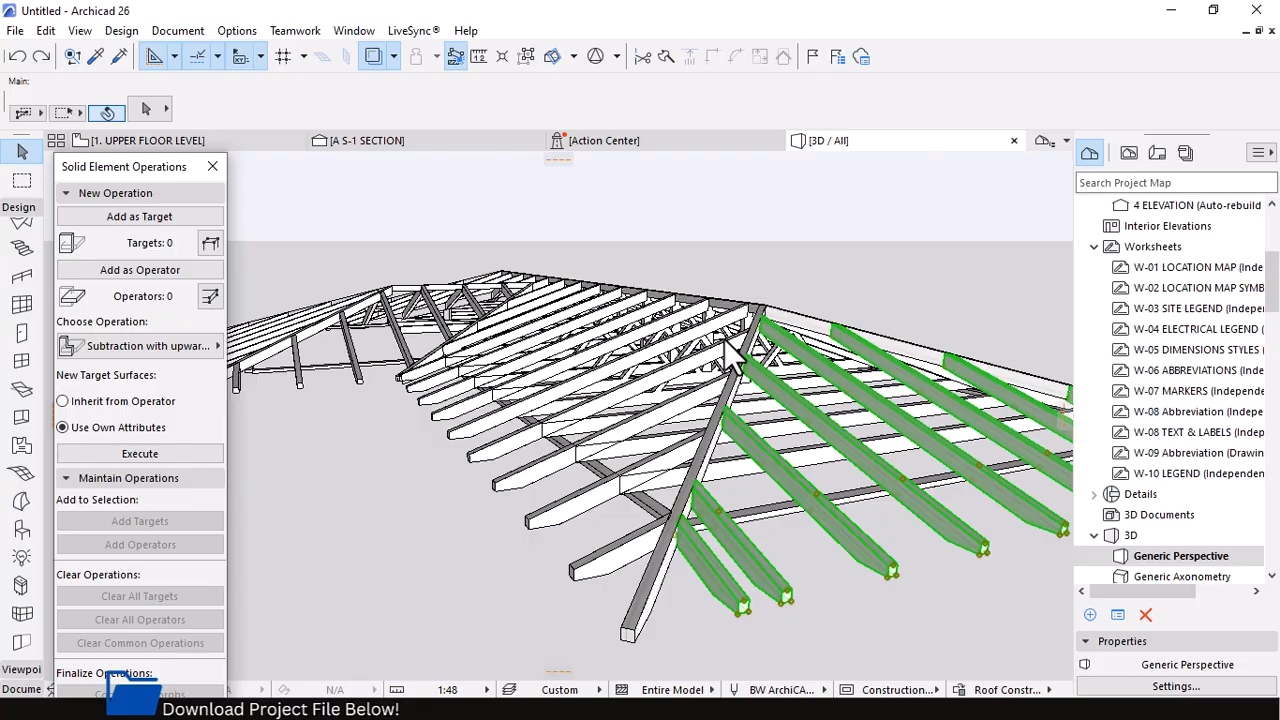 Untitled - Archicad 26
File Edit View Design Document Options Teamwork Window LiveSync® Help
Main:
[1. UPPER FLOOR LEVEL] [A S-1 SECTION] [Action Center] [3D / All]
Solid Element Operations
New Operation
Add as Target
Targets: 0
Add as Operator
Operators: 0
Choose Operation:
Subtraction with upwar...
New Target Surfaces:
Inherit from Operator
Use Own Attributes
Execute
Maintain Operations
Add to Selection:
Add Targets
Add Operators
Clear Operations:
Clear All Targets
Clear All Operators
Clear Common Operations
Finalize Operations:
Design
Viewpoi
Docume
Search Project Map
4 ELEVATION (Auto-rebuild
Interior Elevations
Worksheets
W-01 LOCATION MAP (Inde
W-02 LOCATION MAP SYMB
W-03 SITE LEGEND (Indepen
W-04 ELECTRICAL LEGEND (
W-05 DIMENSIONS STYLES (
W-06 ABBREVIATIONS (Inde
W-07 MARKERS (Independen
W-08 Abbreviation (Indepe
W-08 TEXT & LABELS (Indep
W-09 Abbreviation (Drawin
W-10 LEGEND (Independent
Details
3D Documents
3D
Generic Perspective
Generic Axonometry
Properties
Generic Perspective
Settings...
N/A 1:48 Custom Entire Model BW ArchiCA... Construction... Roof Constr...
Download Project File Below!